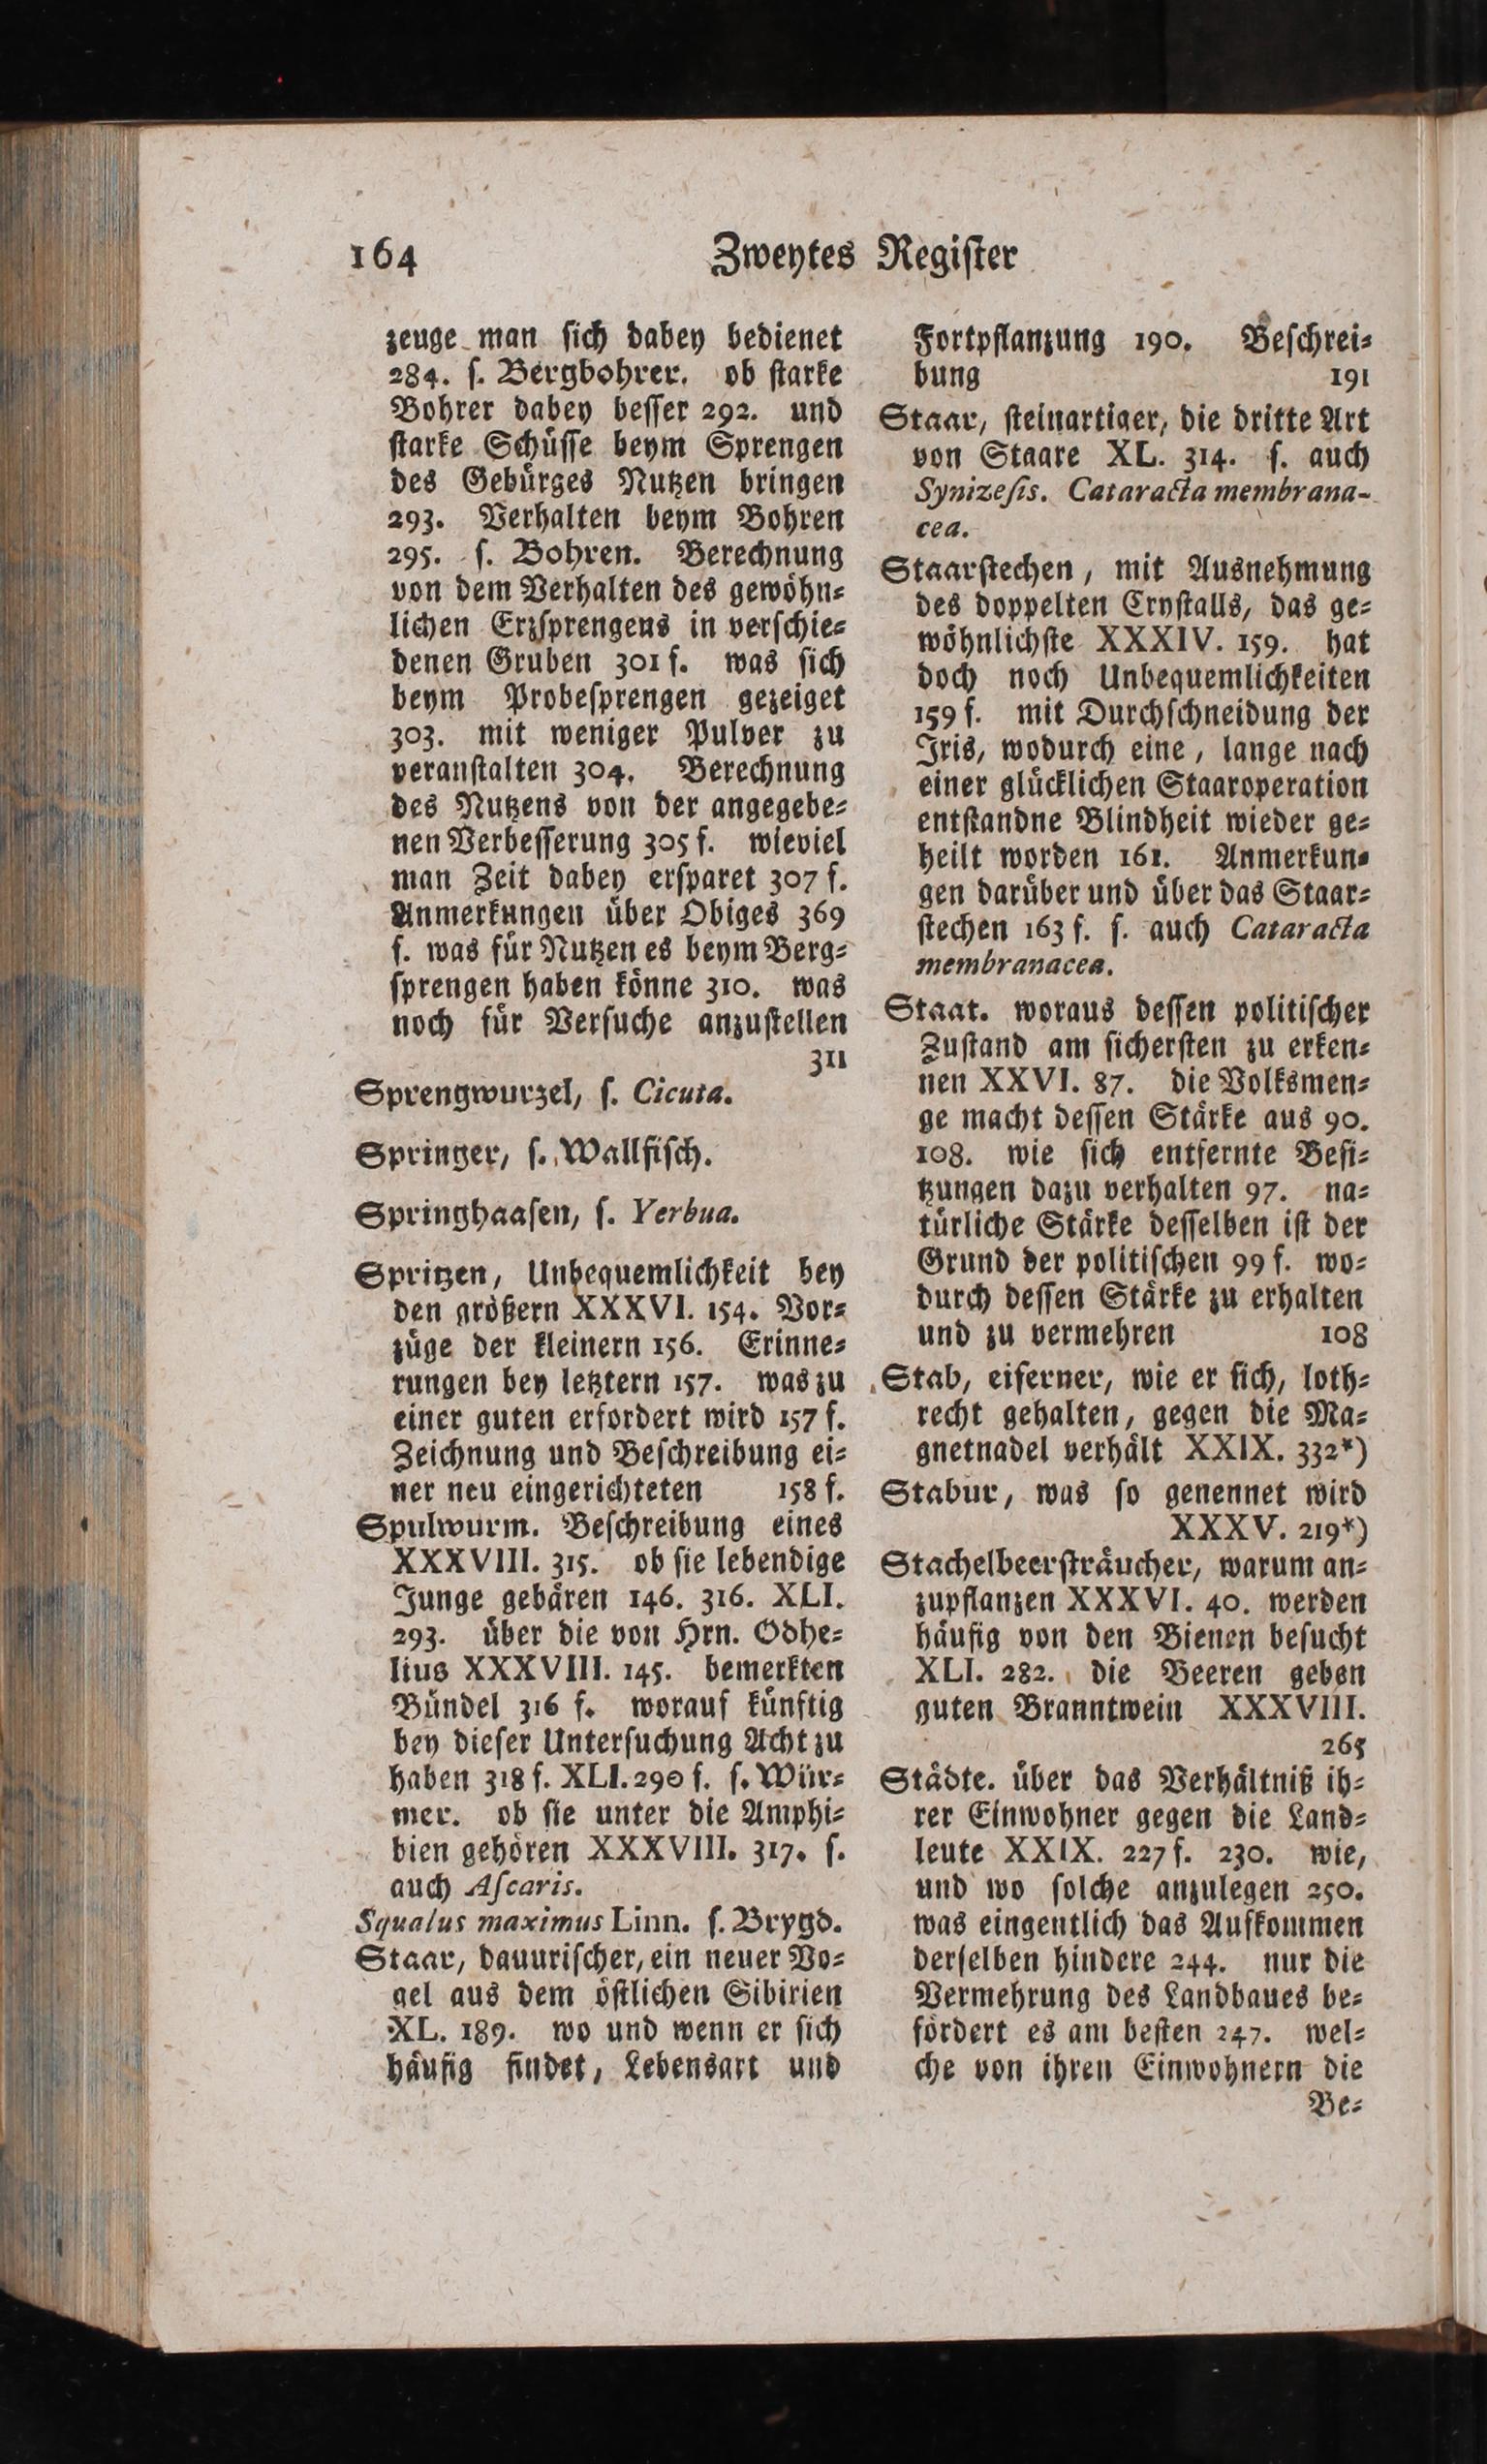 164 Zweytes Regiſter
zeuge man ſich dabey bedienet
284. ſ. Bergbohrer. ob ſtarke
Bohrer dabey beſſer 292. und
ſtarke Schüſſe beym Sprengen
des Gebürges Nutzen bringen
293. Verhalten beym Bohren
295. ſ. Bohren. Berechnung
von dem Verhalten des gewöhn⸗
lichen Erzſprengens in verſchie⸗
denen Gruben 301 f. was ſich
beym Probeſprengen gezeiget
303. mit weniger Pulver zu
veranſtalten 304. Berechnung
des Nutzens von der angegebe⸗
nen Verbeſſerung 305 f. wieviel
man Zeit dabey erſparet 307 f.
Anmerkungen über Obiges 369
f. was für Nutzen es beym Berg⸗
ſprengen haben könne 310. was
noch für Verſuche anzuſtellen
311
Sprengwurzel, ſ. Cicuta.
Springer, ſ. Wallfiſch.
Springhaaſen, ſ. Yerbua.
Spritzen, Unbequemlichkeit bey
den größern XXXVI. 154. Vor⸗
züge der kleinern 156. Erinne⸗
rungen bey letztern 157. was zu
einer guten erfordert wird 157 f.
Zeichnung und Beſchreibung ei⸗
ner neu eingerichteten 158 f.
Spulwurm. Beſchreibung eines
XXXVIII. 315. ob ſie lebendige
Junge gebären 146. 316. XLI.
293. über die von Hrn. Odhe⸗
lius XXXVIII. 145. bemerkten
Bündel 316 f. worauf künftig
bey dieſer Unterſuchung Acht zu
haben 318 f. XLI. 290 f. ſ. Wür⸗
mer. ob ſie unter die Amphi⸗
bien gehören XXXVIII. 317. ſ.
auch Aſcaris.
Squalus maximus Linn. ſ. Brygd.
Staar, dauuriſcher, ein neuer Vo⸗
gel aus dem öſtlichen Sibirien
XL. 189. wo und wenn er ſich
häufig findet, Lebensart und
Fortpflanzung 190. Beſchrei⸗
bung 191
Staar, ſteinartiger, die dritte Art
von Staare XL. 314. ſ. auch
Synizeſis. Cataracta membrana-
cea.
Staarſtechen, mit Ausnehmung
des doppelten Cryſtalls, das ge⸗
wöhnlichſte XXXIV. 159. hat
doch noch Unbequemlichkeiten
159 f. mit Durchſchneidung der
Iris, wodurch eine, lange nach
einer glücklichen Staaroperation
entſtandne Blindheit wieder ge⸗
heilt worden 161. Anmerkun⸗
gen darüber und über das Staar⸗
ſtechen 163 f. ſ. auch Cataracta
membranacea.
Staat. woraus deſſen politiſcher
Zuſtand am ſicherſten zu erken⸗
nen XXVI. 87. die Volksmen⸗
ge macht deſſen Stärke aus 90.
108. wie ſich entfernte Beſi⸗
tzungen dazu verhalten 97. na⸗
türliche Stärke deſſelben iſt der
Grund der politiſchen 99 f. wo⸗
durch deſſen Stärke zu erhalten
und zu vermehren 108
Stab, eiſerner, wie er ſich, loth⸗
recht gehalten, gegen die Ma⸗
gnetnadel verhält XXIX. 332*)
Stabur, was ſo genennet wird
XXXV. 219*)
Stachelbeerſträucher, warum an⸗
zupflanzen XXXVI. 40. werden
häufig von den Bienen beſucht
XLI. 282. die Beeren geben
guten Branntwein XXXVIII.
265
Städte. über das Verhältniß ih⸗
rer Einwohner gegen die Land⸗
leute XXIX. 227 f. 230. wie,
und wo ſolche anzulegen 250.
was eingentlich das Aufkommen
derſelben hindere 244. nur die
Vermehrung des Landbaues be⸗
fördert es am beſten 247. wel⸗
che von ihren Einwohnern die
Be⸗